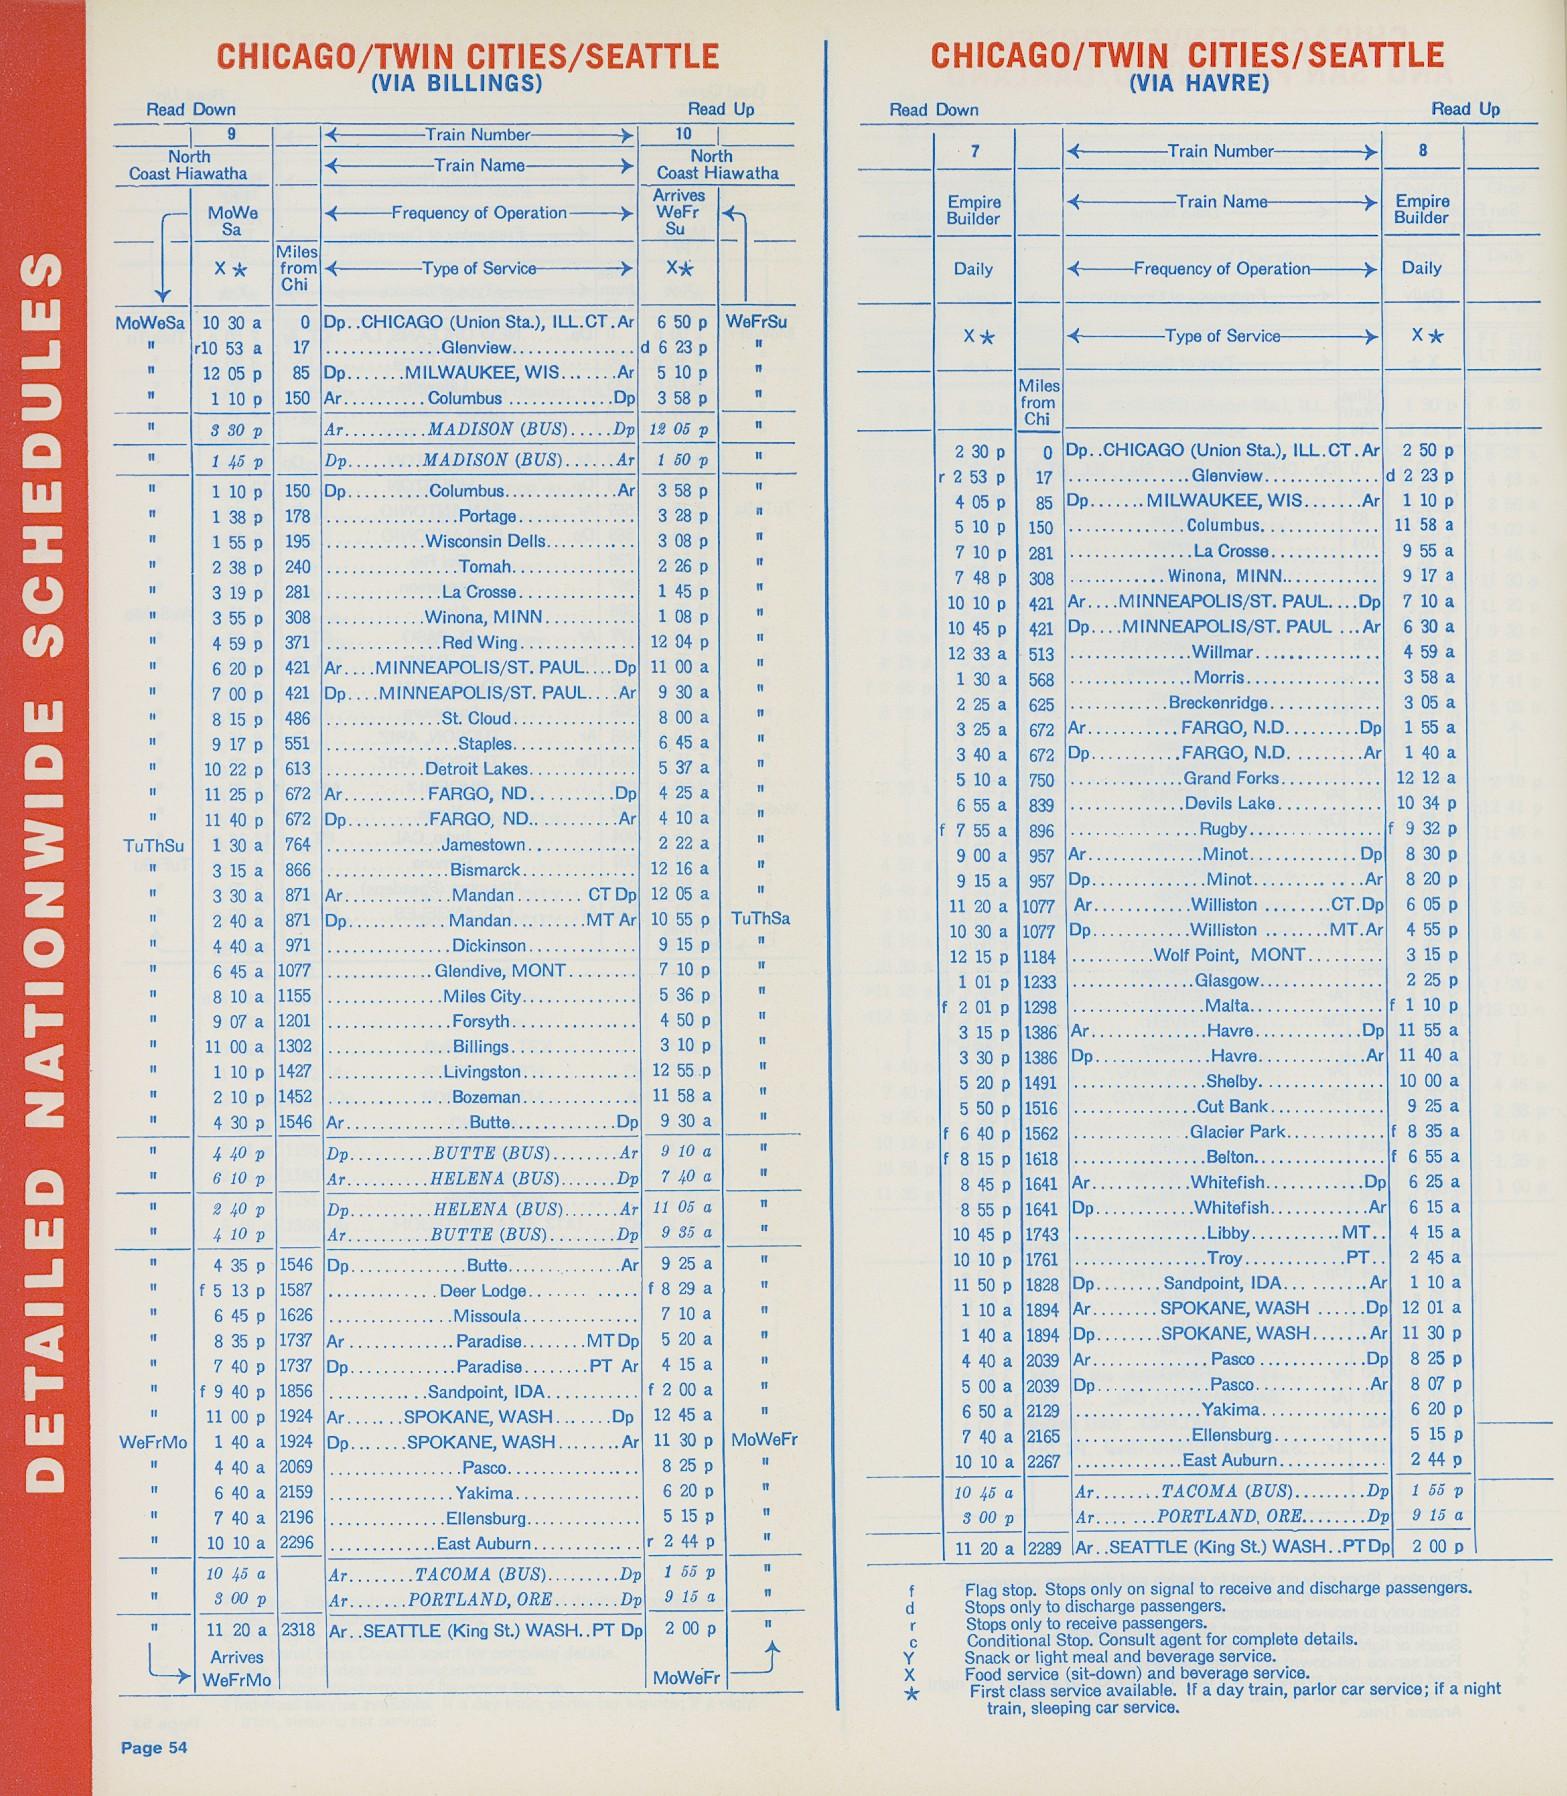 DETAILED NATIONWIDE SCHEDULES
CHICAGO/TWIN CITIES/SEATTLE
(VIA BILLINGS)
Read Down Read Up
9 Train Number 10
North Coast Hiawatha Train Name North Coast Hiawatha
MoWe Sa Frequency of Operation Arrives WeFr Su
X★ Miles from Chi Type of Service X★
MoWeSa 10 30 a 0 Dp..CHICAGO (Union Sta.), ILL.CT.Ar 6 50 p WeFrSu
" r10 53 a 17 Glenview d 6 23 p "
" 12 05 p 85 Dp.......MILWAUKEE, WIS.......Ar 5 10 p "
" 1 10 p 150 Ar..........Columbus ............Dp 3 58 p "
" 3 30 p Ar..........MADISON (BUS).....Dp 12 05 p "
" 1 45 p Dp.........MADISON (BUS)......Ar 1 50 p "
" 1 10 p 150 Dp..........Columbus............Ar 3 58 p "
" 1 38 p 178 Portage 3 28 p "
" 1 55 p 195 Wisconsin Dells 3 08 p "
" 2 38 p 240 Tomah 2 26 p "
" 3 19 p 281 La Crosse 1 45 p "
" 3 55 p 308 Winona, MINN 1 08 p "
" 4 59 p 371 Red Wing 12 04 p "
" 6 20 p 421 Ar....MINNEAPOLIS/ST. PAUL....Dp 11 00 a "
" 7 00 p 421 Dp....MINNEAPOLIS/ST. PAUL....Ar 9 30 a "
" 8 15 p 486 St. Cloud 8 00 a "
" 9 17 p 551 Staples 6 45 a "
" 10 22 p 613 Detroit Lakes 5 37 a "
" 11 25 p 672 Ar..........FARGO, ND..........Dp 4 25 a "
" 11 40 p 672 Dp..........FARGO, ND..........Ar 4 10 a "
TuThSu 1 30 a 764 Jamestown 2 22 a "
" 3 15 a 866 Bismarck 12 16 a "
" 3 30 a 871 Ar.............Mandan........ CT Dp 12 05 a "
" 2 40 a 871 Dp............Mandan.........MT Ar 10 55 p TuThSa
" 4 40 a 971 Dickinson 9 15 p "
" 6 45 a 1077 Glendive, MONT 7 10 p "
" 8 10 a 1155 Miles City 5 36 p "
" 9 07 a 1201 Forsyth 4 50 p "
" 11 00 a 1302 Billings 3 10 p "
" 1 10 p 1427 Livingston 12 55 p "
" 2 10 p 1452 Bozeman 11 58 a "
" 4 30 p 1546 Ar..............Butte.............Dp 9 30 a "
" 4 40 p Dp..........BUTTE (BUS)........Ar 9 10 a "
" 6 10 p Ar..........HELENA (BUS).......Dp 7 40 a "
" 2 40 p Dp..........HELENA (BUS).......Ar 11 05 a "
" 4 10 p Ar..........BUTTE (BUS)........Dp 9 35 a "
" 4 35 p 1546 Dp..............Butte.............Ar 9 25 a "
" f 5 13 p 1587 Deer Lodge f 8 29 a "
" 6 45 p 1626 Missoula 7 10 a "
" 8 35 p 1737 Ar.............Paradise.......MT Dp 5 20 a "
" 7 40 p 1737 Dp.............Paradise........PT Ar 4 15 a "
" f 9 40 p 1856 Sandpoint, IDA f 2 00 a "
" 11 00 p 1924 Ar.......SPOKANE, WASH.......Dp 12 45 a "
WeFrMo 1 40 a 1924 Dp.......SPOKANE, WASH........Ar 11 30 p MoWeFr
" 4 40 a 2069 Pasco 8 25 p "
" 6 40 a 2159 Yakima 6 20 p "
" 7 40 a 2196 Ellensburg 5 15 p "
" 10 10 a 2296 East Auburn r 2 44 p "
" 10 45 a Ar........TACOMA (BUS).........Dp 1 55 p "
" 3 00 p Ar........PORTLAND, ORE........Dp 9 15 a "
" 11 20 a 2318 Ar..SEATTLE (King St.) WASH..PT Dp 2 00 p "
Arrives WeFrMo MoWeFr
Page 54
CHICAGO/TWIN CITIES/SEATTLE
(VIA HAVRE)
Read Down Read Up
7 Train Number 8
Empire Builder Train Name Empire Builder
Daily Frequency of Operation Daily
X★ Type of Service X★
Miles from Chi
2 30 p 0 Dp..CHICAGO (Union Sta.), ILL.CT.Ar 2 50 p
r 2 53 p 17 Glenview d 2 23 p
4 05 p 85 Dp.......MILWAUKEE, WIS.......Ar 1 10 p
5 10 p 150 Columbus 11 58 a
7 10 p 281 La Crosse 9 55 a
7 48 p 308 Winona, MINN. 9 17 a
10 10 p 421 Ar....MINNEAPOLIS/ST. PAUL....Dp 7 10 a
10 45 p 421 Dp....MINNEAPOLIS/ST. PAUL ...Ar 6 30 a
12 33 a 513 Willmar 4 59 a
1 30 a 568 Morris 3 58 a
2 25 a 625 Breckenridge 3 05 a
3 25 a 672 Ar...........FARGO, N.D.........Dp 1 55 a
3 40 a 672 Dp...........FARGO, N.D.........Ar 1 40 a
5 10 a 750 Grand Forks 12 12 a
6 55 a 839 Devils Lake 10 34 p
f 7 55 a 896 Rugby f 9 32 p
9 00 a 957 Ar..............Minot............Dp 8 30 p
9 15 a 957 Dp..............Minot............Ar 8 20 p
11 20 a 1077 Ar............Williston ........CT.Dp 6 05 p
10 30 a 1077 Dp............Williston ........MT.Ar 4 55 p
12 15 p 1184 Wolf Point, MONT 3 15 p
1 01 p 1233 Glasgow 2 25 p
f 2 01 p 1298 Malta f 1 10 p
3 15 p 1386 Ar..............Havre............Dp 11 55 a
3 30 p 1386 Dp..............Havre............Ar 11 40 a
5 20 p 1491 Shelby 10 00 a
5 50 p 1516 Cut Bank 9 25 a
f 6 40 p 1562 Glacier Park f 8 35 a
f 8 15 p 1618 Belton f 6 55 a
8 45 p 1641 Ar............Whitefish............Dp 6 25 a
8 55 p 1641 Dp............Whitefish............Ar 6 15 a
10 45 p 1743 Libby MT 4 15 a
10 10 p 1761 Troy PT 2 45 a
11 50 p 1828 Dp.........Sandpoint, IDA..........Ar 1 10 a
1 10 a 1894 Ar........SPOKANE, WASH ......Dp 12 01 a
1 40 a 1894 Dp........SPOKANE, WASH.......Ar 11 30 p
4 40 a 2039 Ar..............Pasco .............Dp 8 25 p
5 00 a 2039 Dp..............Pasco.............Ar 8 07 p
6 50 a 2129 Yakima 6 20 p
7 40 a 2165 Ellensburg 5 15 p
10 10 a 2267 East Auburn 2 44 p
10 45 a Ar........TACOMA (BUS).........Dp 1 55 p
3 00 p Ar........PORTLAND, ORE........Dp 9 15 a
11 20 a 2289 Ar..SEATTLE (King St.) WASH..PT Dp 2 00 p
f Flag stop. Stops only on signal to receive and discharge passengers.
d Stops only to discharge passengers.
r Stops only to receive passengers.
c Conditional Stop. Consult agent for complete details.
Y Snack or light meal and beverage service.
X Food service (sit-down) and beverage service.
★ First class service available. If a day train, parlor car service; if a night
train, sleeping car service.